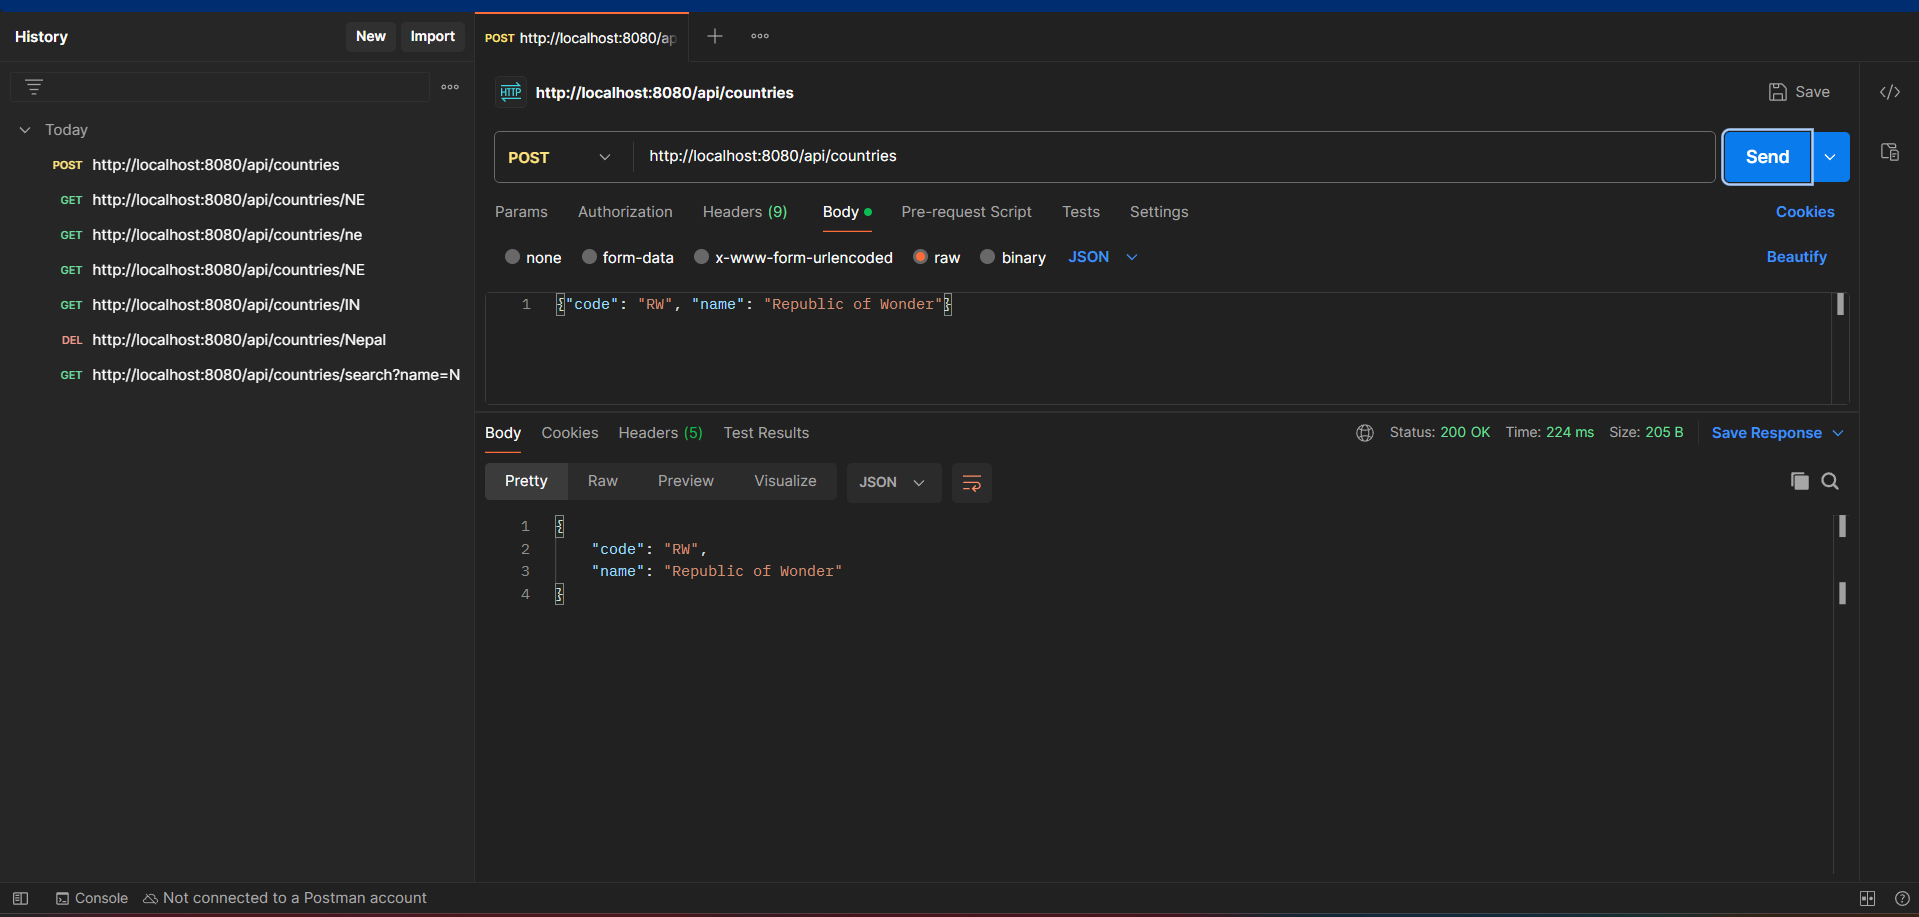 History
New
Import
POST http://localhost:8080/ap
Today
POST http://localhost:8080/api/countries
GET http://localhost:8080/api/countries/NE
GET http://localhost:8080/api/countries/ne
GET http://localhost:8080/api/countries/NE
GET http://localhost:8080/api/countries/IN
DEL http://localhost:8080/api/countries/Nepal
GET http://localhost:8080/api/countries/search?name=N
HTTP http://localhost:8080/api/countries
Save
POST http://localhost:8080/api/countries
Send
Params Authorization Headers (9) Body Pre-request Script Tests Settings Cookies
none form-data x-www-form-urlencoded raw binary JSON Beautify
1 {"code": "RW", "name": "Republic of Wonder"}
Body Cookies Headers (5) Test Results Status: 200 OK Time: 224 ms Size: 205 B Save Response
Pretty Raw Preview Visualize JSON
1 {
2 "code": "RW",
3 "name": "Republic of Wonder"
4 }
Console Not connected to a Postman account